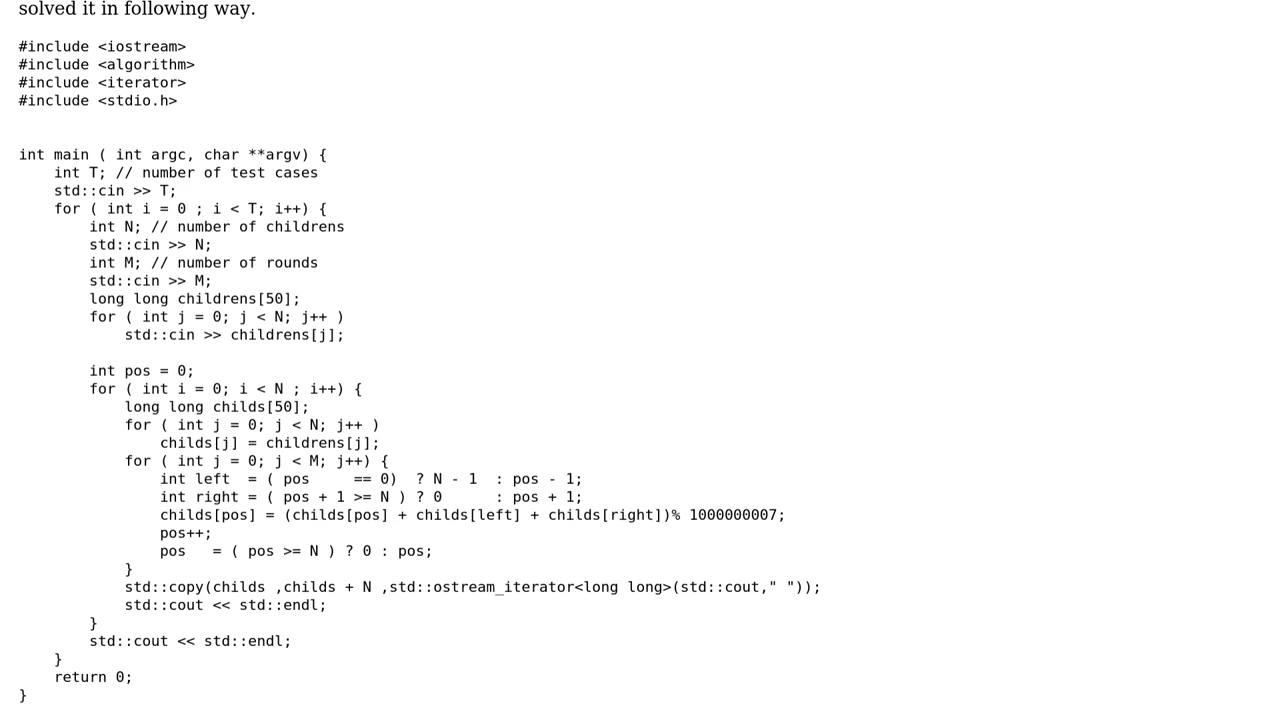 solved it in following way.
#include <iostream>
#include <algorithm>
#include <iterator>
#include <stdio.h>
int main ( int argc, char **argv) {
    int T; // number of test cases
    std::cin >> T;
    for ( int i = 0 ; i < T; i++) {
        int N; // number of childrens
        std::cin >> N;
        int M; // number of rounds
        std::cin >> M;
        long long childrens[50];
        for ( int j = 0; j < N; j++ )
            std::cin >> childrens[j];
        int pos = 0;
        for ( int i = 0; i < N ; i++) {
            long long childs[50];
            for ( int j = 0; j < N; j++ )
                childs[j] = childrens[j];
            for ( int j = 0; j < M; j++) {
                int left  = ( pos     == 0)  ? N - 1  : pos - 1;
                int right = ( pos + 1 >= N ) ? 0      : pos + 1;
                childs[pos] = (childs[pos] + childs[left] + childs[right])% 1000000007;
                pos++;
                pos   = ( pos >= N ) ? 0 : pos;
            }
            std::copy(childs ,childs + N ,std::ostream_iterator<long long>(std::cout," "));
            std::cout << std::endl;
        }
        std::cout << std::endl;
    }
    return 0;
}